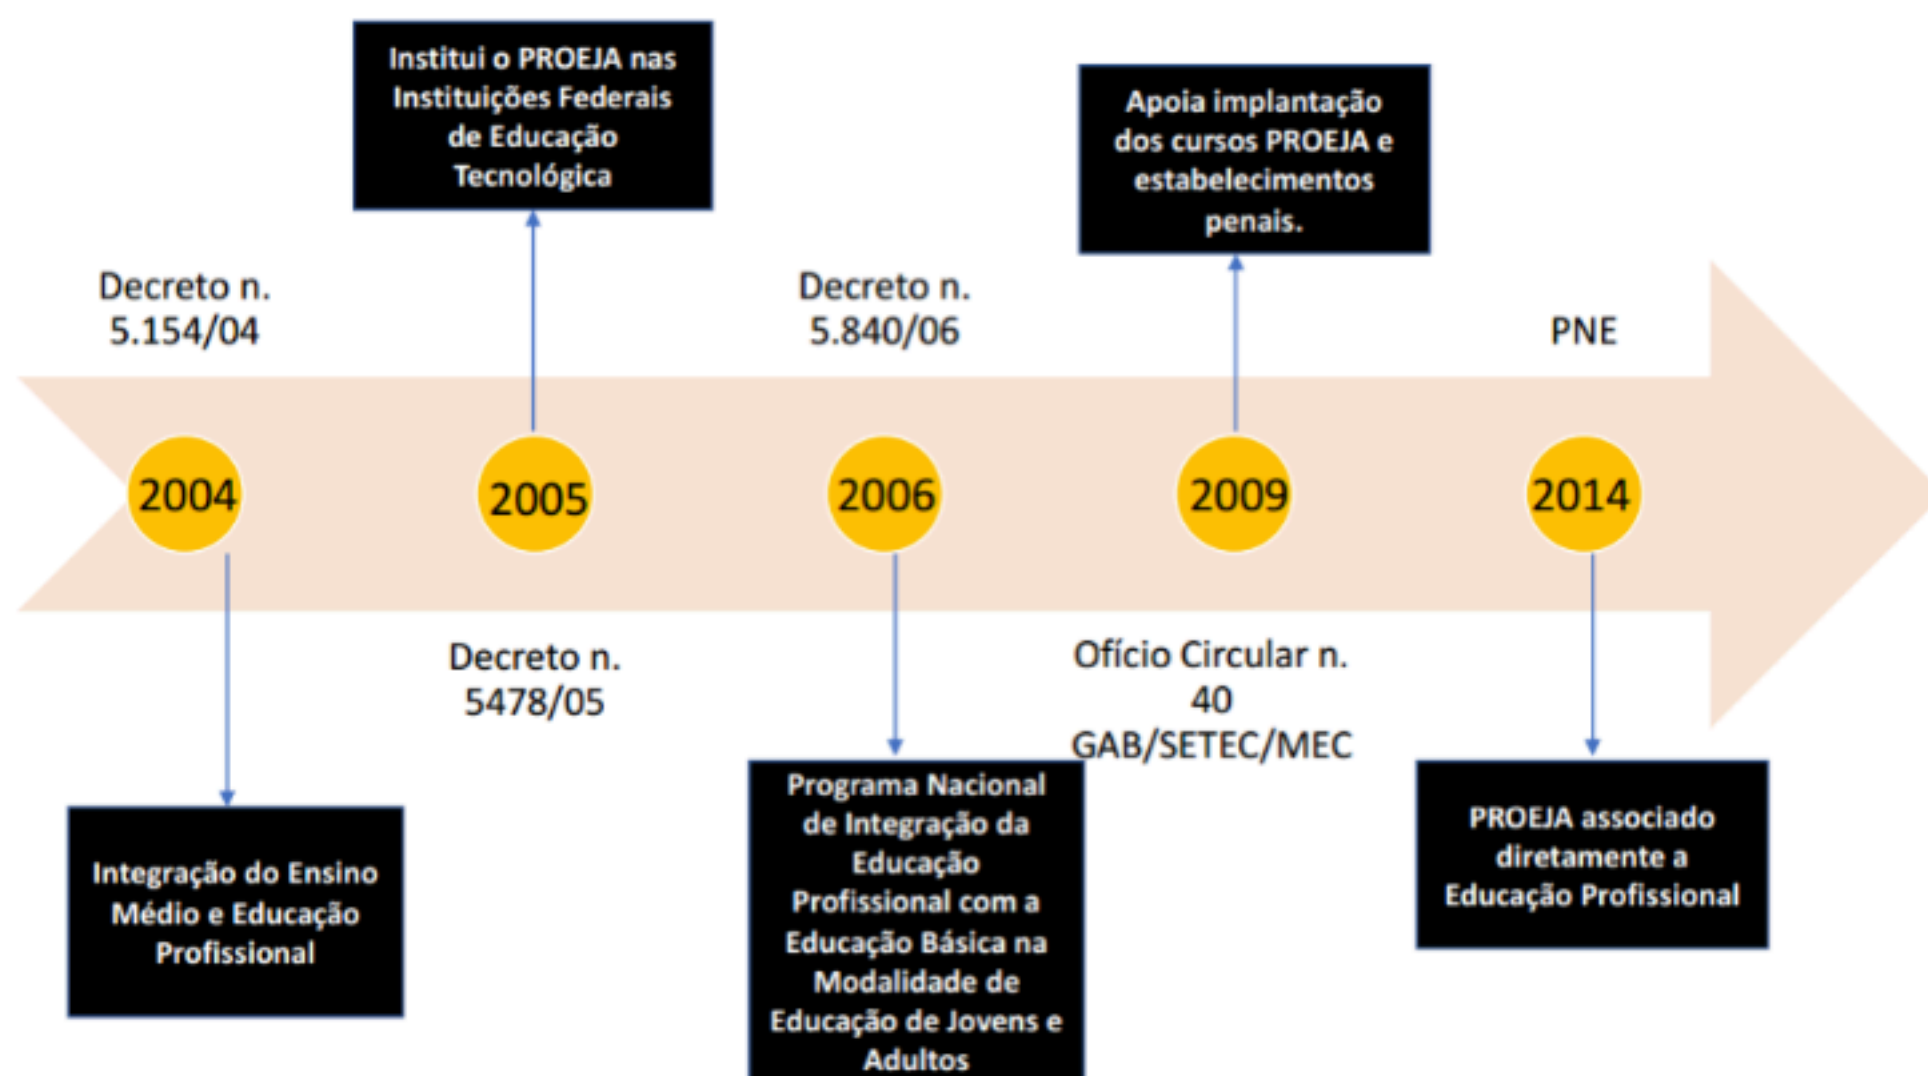 Institui o PROEJA nas
Instituições Federais
de Educação
Tecnológica
Apoia implantação
dos cursos PROEJA e
estabelecimentos
penais.
Decreto n.
5.154/04
Decreto n.
5.840/06
PNE
2004
2005
2006
2009
2014
Decreto n.
5478/05
Ofício Circular n.
40
GAB/SETEC/MEC
Integração do Ensino
Médio e Educação
Profissional
Programa Nacional
de Integração da
Educação
Profissional com a
Educação Básica na
Modalidade de
Educação de Jovens e
Adultos
PROEJA associado
diretamente a
Educação Profissional